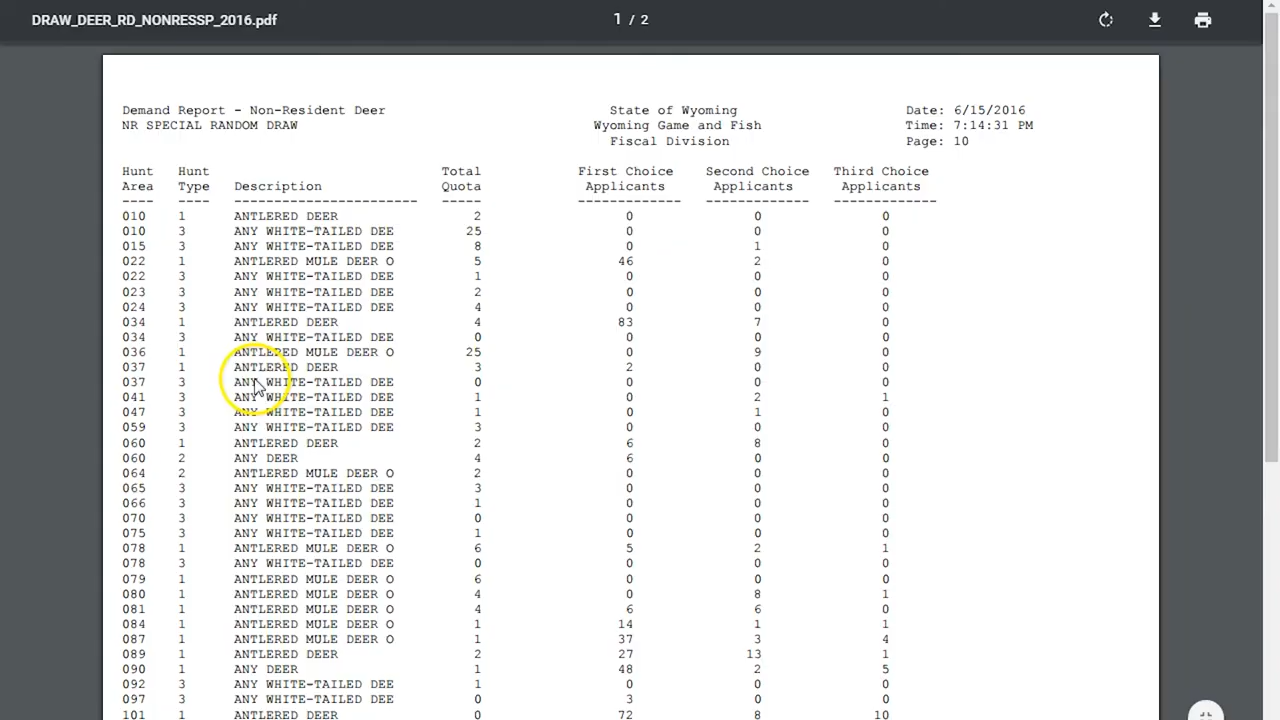 DRAW_DEER_RD_NONRESSP_2016.pdf 1 / 2
Demand Report - Non-Resident Deer State of Wyoming Date: 6/15/2016
NR SPECIAL RANDOM DRAW Wyoming Game and Fish Time: 7:14:31 PM
Fiscal Division Page: 10
Hunt Hunt Total First Choice Second Choice Third Choice
Area Type Description Quota Applicants Applicants Applicants
---- ---- ----------------------- ----- ------------- ------------- -------------
010 1 ANTLERED DEER 2 0 0 0
010 3 ANY WHITE-TAILED DEE 25 0 0 0
015 3 ANY WHITE-TAILED DEE 8 0 1 0
022 1 ANTLERED MULE DEER O 5 46 2 0
022 3 ANY WHITE-TAILED DEE 1 0 0 0
023 3 ANY WHITE-TAILED DEE 2 0 0 0
024 3 ANY WHITE-TAILED DEE 4 0 0 0
034 1 ANTLERED DEER 4 83 7 0
034 3 ANY WHITE-TAILED DEE 0 0 0 0
036 1 ANTLERED MULE DEER O 25 0 9 0
037 1 ANTLERED DEER 3 2 0 0
037 3 ANY WHITE-TAILED DEE 0 0 0 0
041 3 ANY WHITE-TAILED DEE 1 0 2 1
047 3 ANY WHITE-TAILED DEE 1 0 1 0
059 3 ANY WHITE-TAILED DEE 3 0 0 0
060 1 ANTLERED DEER 2 6 8 0
060 2 ANY DEER 4 6 0 0
064 2 ANTLERED MULE DEER O 2 0 0 0
065 3 ANY WHITE-TAILED DEE 3 0 0 0
066 3 ANY WHITE-TAILED DEE 1 0 0 0
070 3 ANY WHITE-TAILED DEE 0 0 0 0
075 3 ANY WHITE-TAILED DEE 1 0 0 0
078 1 ANTLERED MULE DEER O 6 5 2 1
078 3 ANY WHITE-TAILED DEE 0 0 0 0
079 1 ANTLERED MULE DEER O 6 0 0 0
080 1 ANTLERED MULE DEER O 4 0 8 1
081 1 ANTLERED MULE DEER O 4 6 6 0
084 1 ANTLERED MULE DEER O 1 14 1 1
087 1 ANTLERED MULE DEER O 1 37 3 4
089 1 ANTLERED DEER 2 27 13 1
090 1 ANY DEER 1 48 2 5
092 3 ANY WHITE-TAILED DEE 1 0 0 0
097 3 ANY WHITE-TAILED DEE 0 3 0 0
101 1 ANTLERED DEER 0 72 8 10